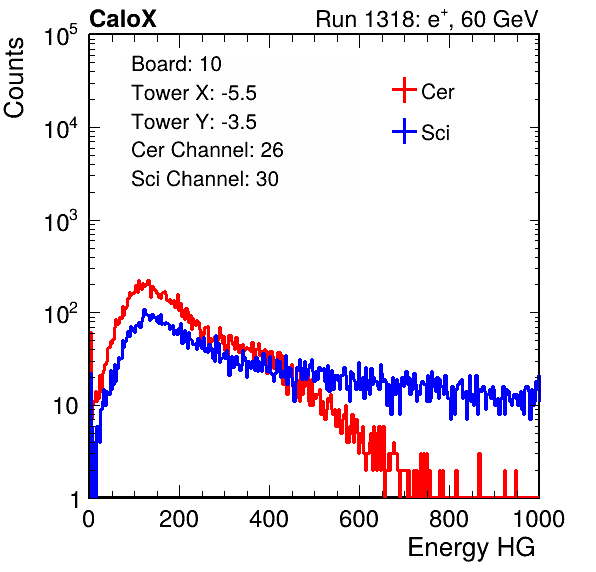 CaloX Run 1318: e⁺, 60 GeV
Counts
10⁵
10⁴
10³
10²
10
1
Board: 10
Tower X: -5.5
Tower Y: -3.5
Cer Channel: 26
Sci Channel: 30
Cer
Sci
0 200 400 600 800 1000
Energy HG